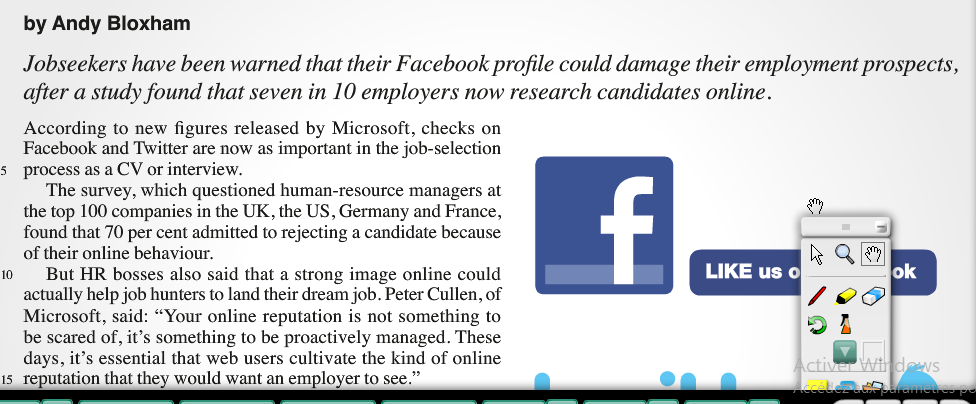 by Andy Bloxham
Jobseekers have been warned that their Facebook profile could damage their employment prospects,
after a study found that seven in 10 employers now research candidates online.
According to new figures released by Microsoft, checks on
Facebook and Twitter are now as important in the job-selection
5 process as a CV or interview.
The survey, which questioned human-resource managers at
the top 100 companies in the UK, the US, Germany and France,
found that 70 per cent admitted to rejecting a candidate because
of their online behaviour.
10 But HR bosses also said that a strong image online could
actually help job hunters to land their dream job. Peter Cullen, of
Microsoft, said: “Your online reputation is not something to
be scared of, it’s something to be proactively managed. These
days, it’s essential that web users cultivate the kind of online
15 reputation that they would want an employer to see.”
f
LIKE us o ok
Activer Windows
Accédez aux paramètres